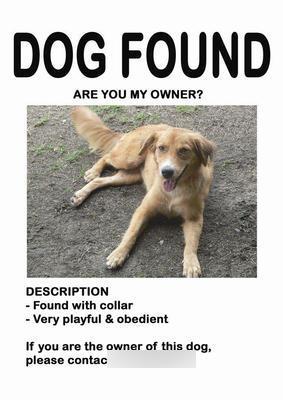 DOG FOUND
ARE YOU MY OWNER?
DESCRIPTION
- Found with collar
- Very playful & obedient
If you are the owner of this dog,
please contac